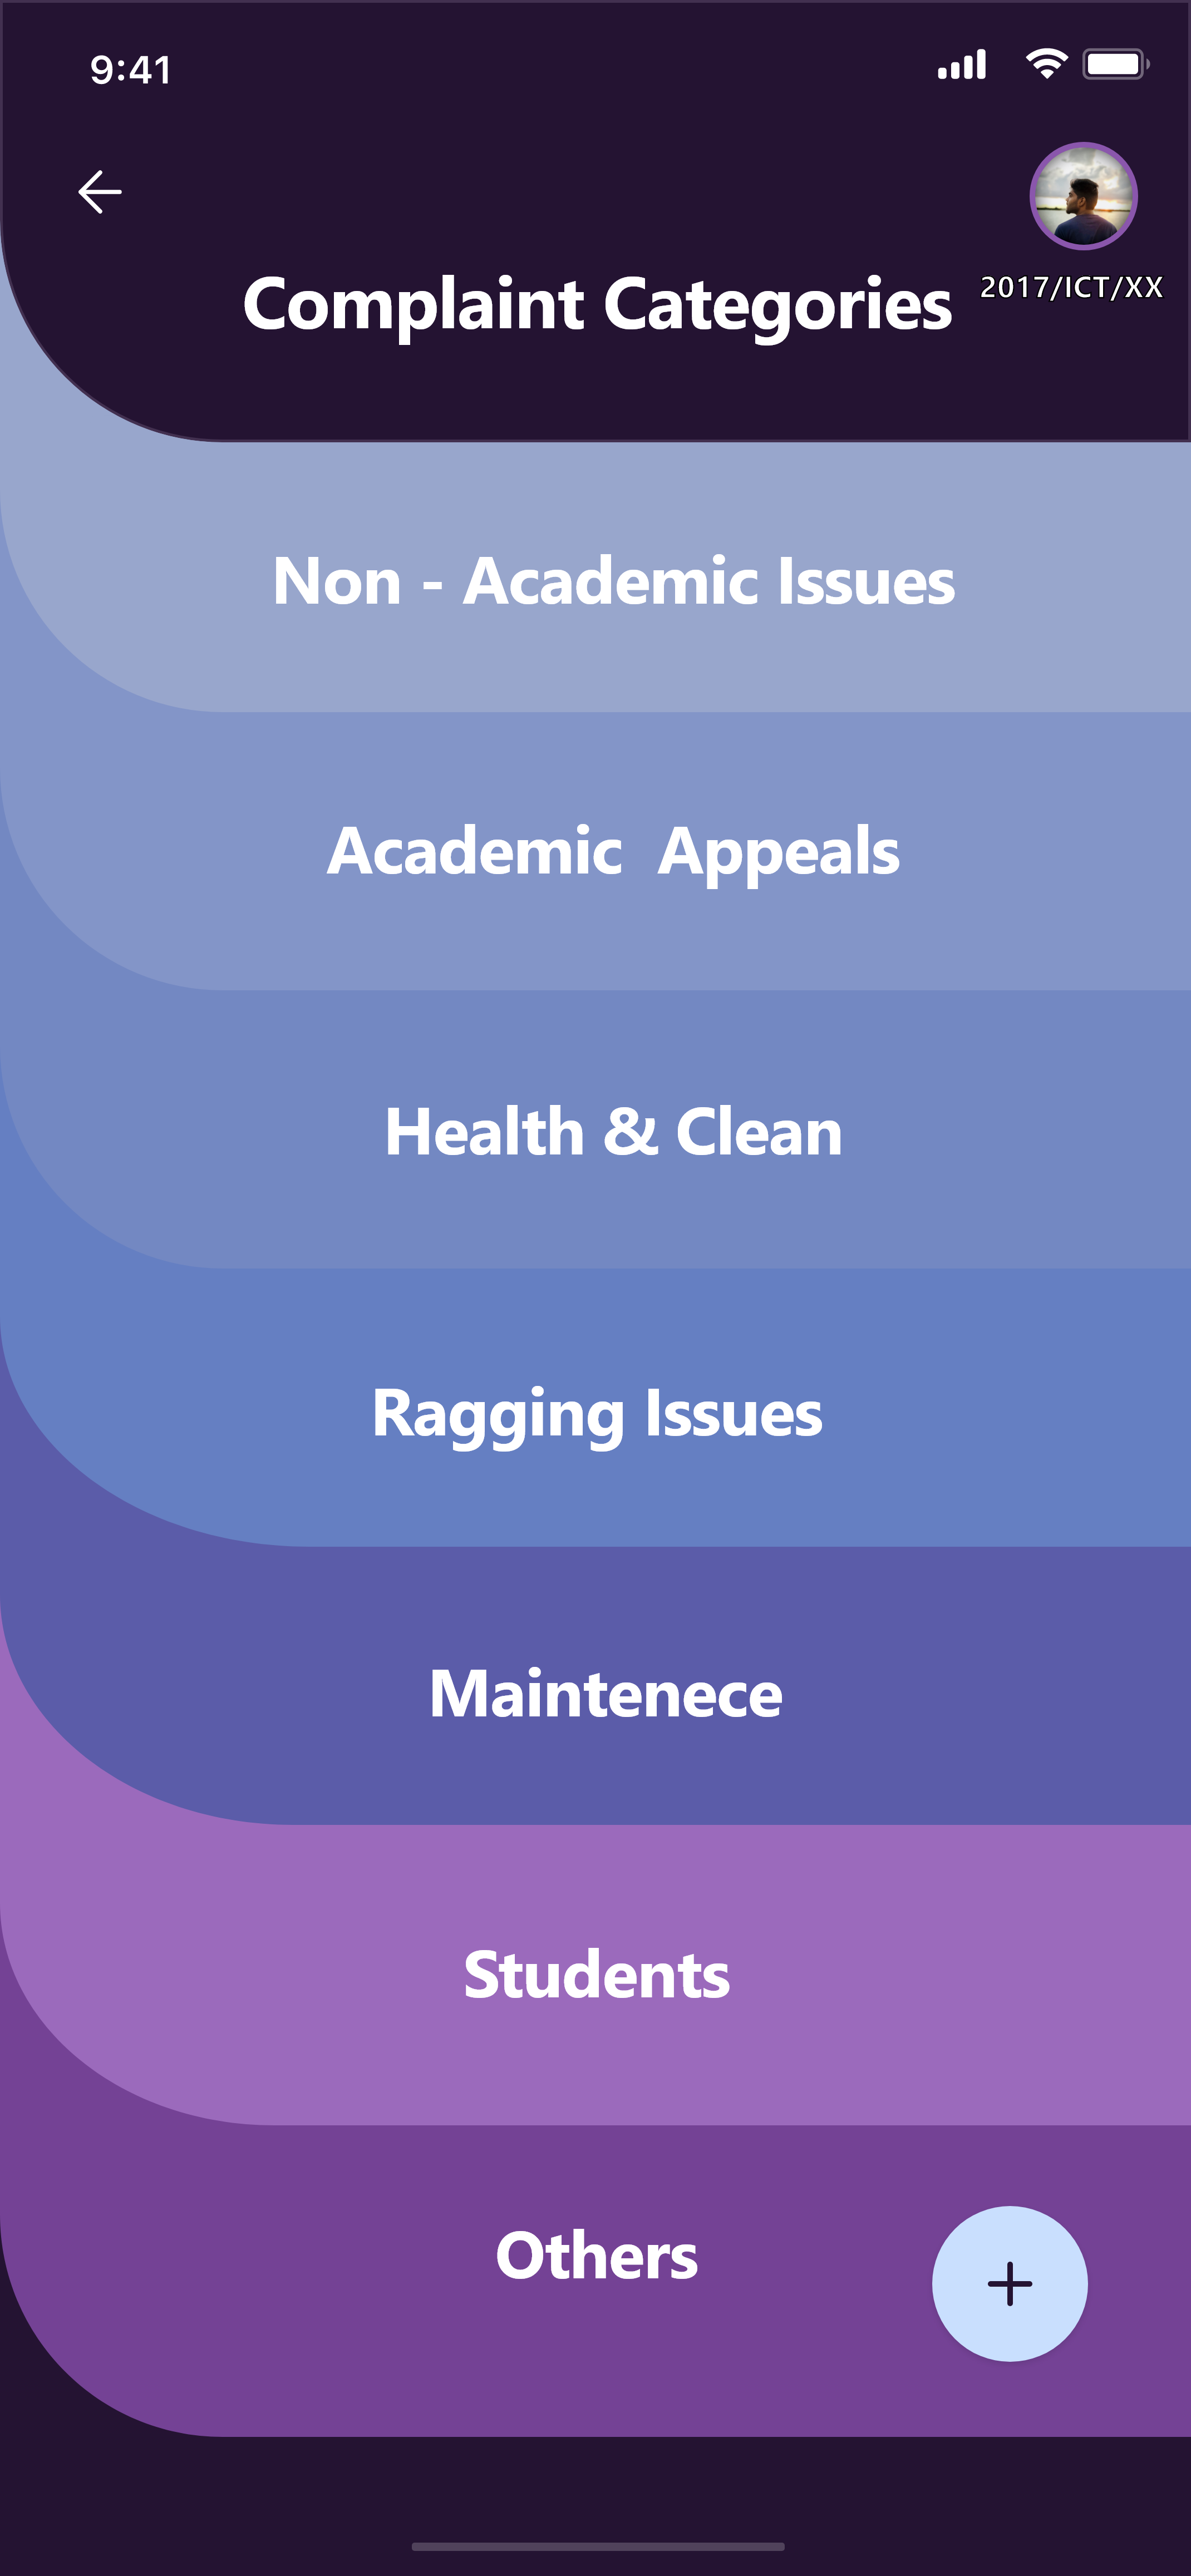 9:41
2017/ICT/XX
Complaint Categories
Non - Academic Issues
Academic  Appeals
Health & Clean
Ragging Issues
Maintenece
Students
Others